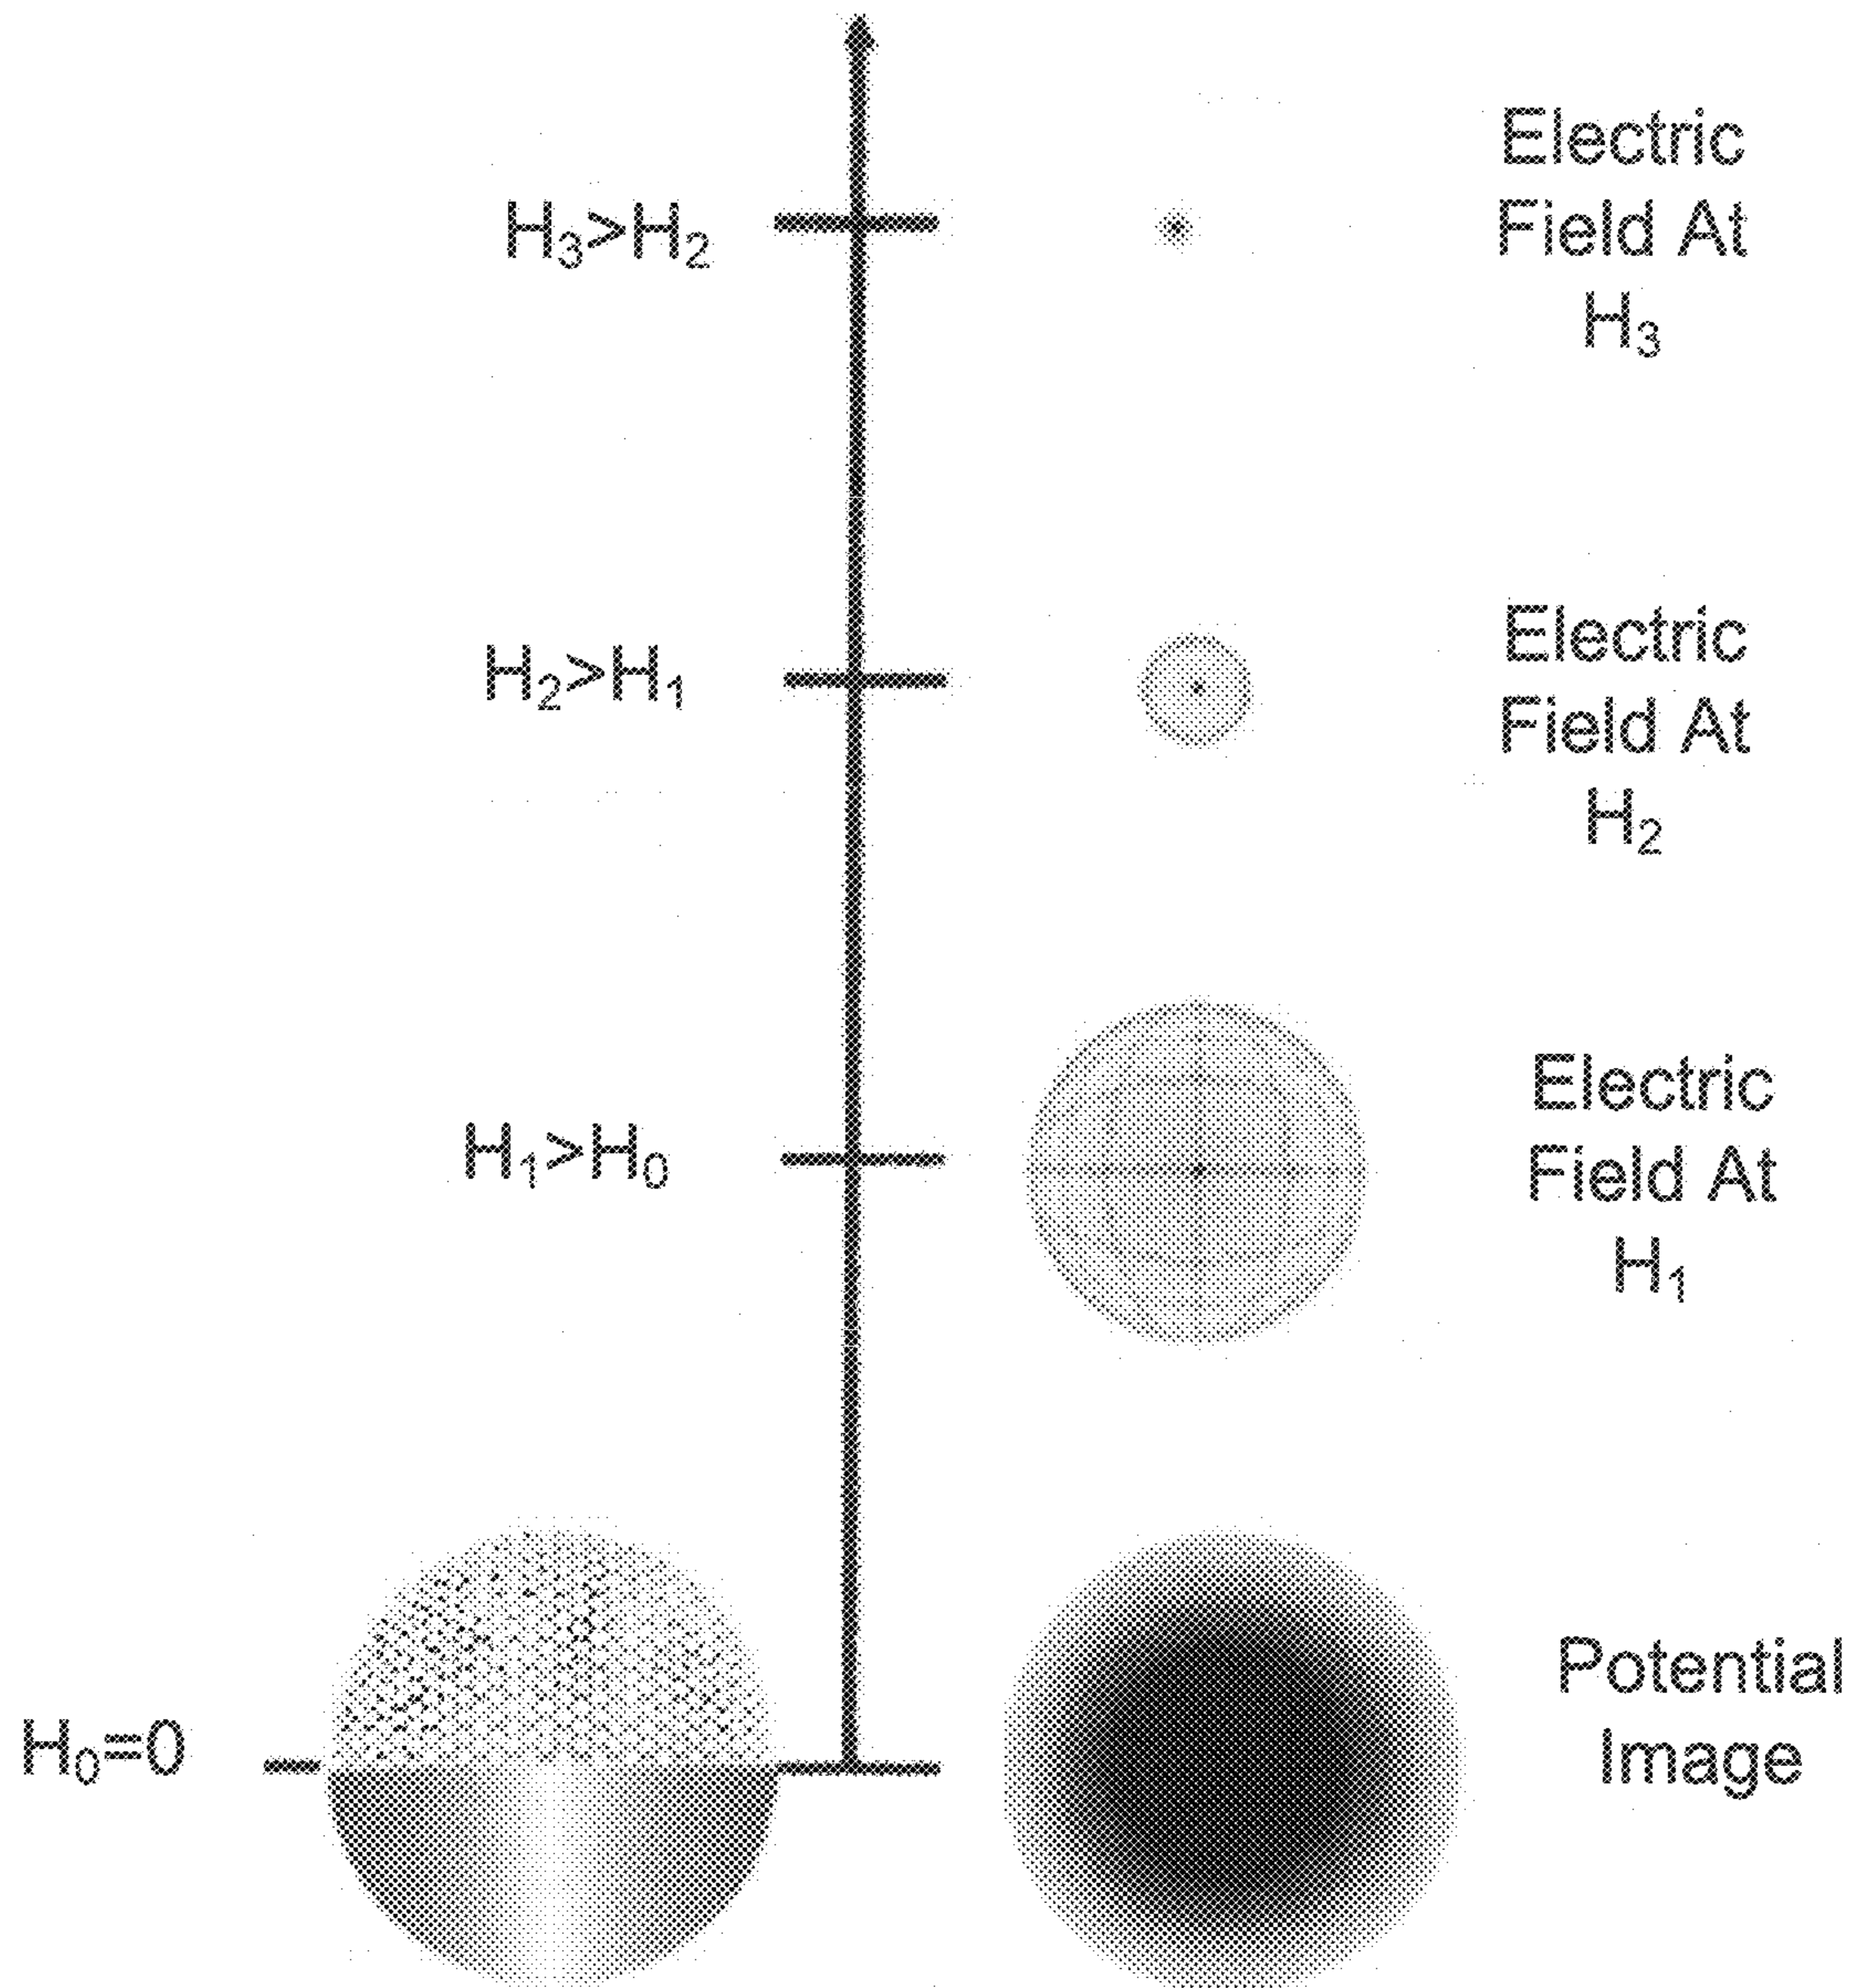 H₃>H₂
Electric
Field At
H₃
H₂>H₁
Electric
Field At
H₂
H₁>H₀
Electric
Field At
H₁
H₀=0
Potential
Image